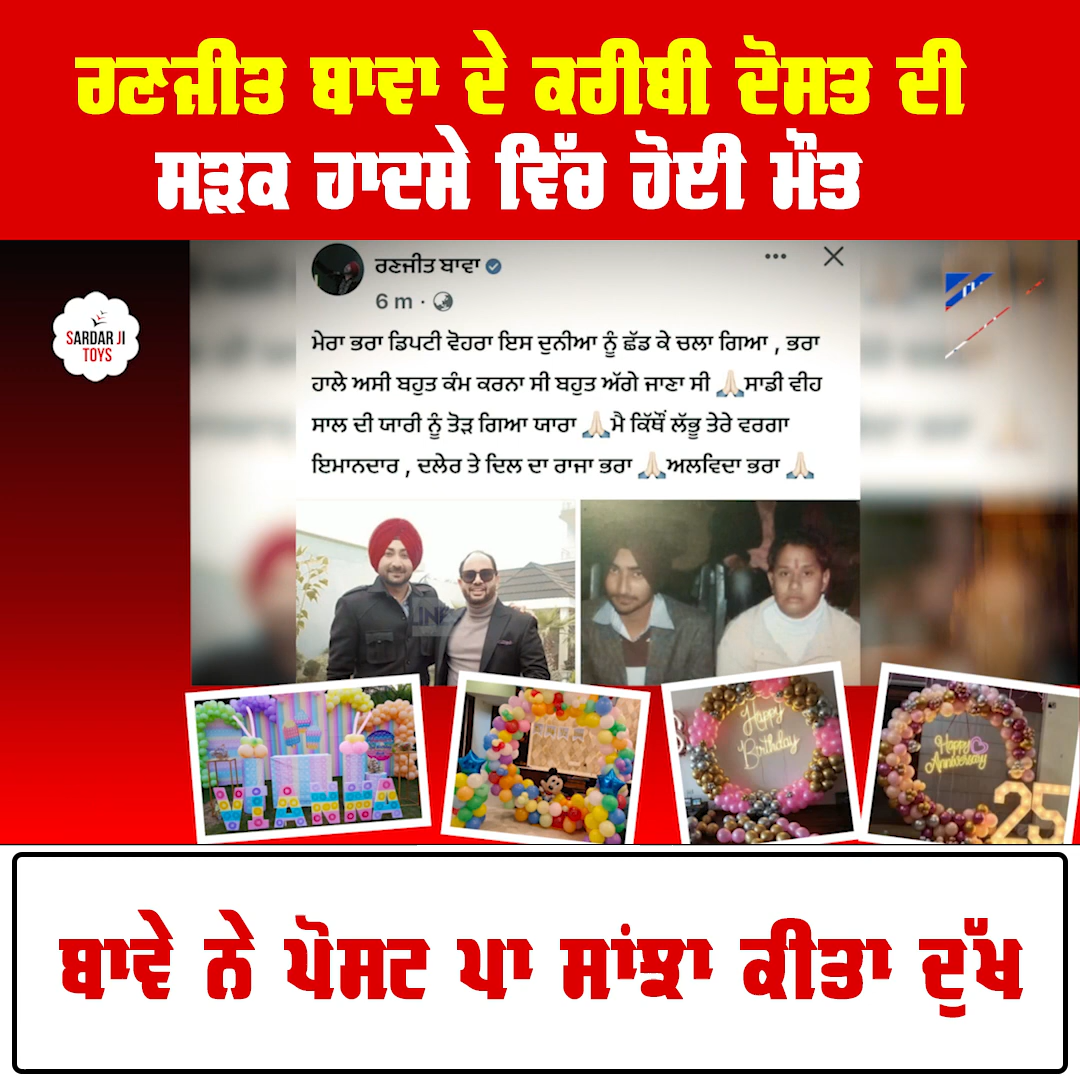 ਰਣਜੀਤ ਬਾਵਾ ਦੇ ਕਰੀਬੀ ਦੋਸਤ ਦੀ
ਸੜਕ ਹਾਦਸੇ ਵਿੱਚ ਹੋਈ ਮੌਤ
ਰਣਜੀਤ ਬਾਵਾ
6 m ·
ਮੇਰਾ ਭਰਾ ਡਿਪਟੀ ਵੋਹਰਾ ਇਸ ਦੁਨੀਆ ਨੂੰ ਛੱਡ ਕੇ ਚਲਾ ਗਿਆ , ਭਰਾ
ਹਾਲੇ ਅਸੀ ਬਹੁਤ ਕੰਮ ਕਰਨਾ ਸੀ ਬਹੁਤ ਅੱਗੇ ਜਾਣਾ ਸੀ 🙏🏻ਸਾਡੀ ਵੀਹ
ਸਾਲ ਦੀ ਯਾਰੀ ਨੂੰ ਤੋੜ ਗਿਆ ਯਾਰਾ 🙏🏻ਮੈ ਕਿੱਥੌਂ ਲੱਭੂ ਤੇਰੇ ਵਰਗਾ
ਇਮਾਨਦਾਰ , ਦਲੇਰ ਤੇ ਦਿਲ ਦਾ ਰਾਜਾ ਭਰਾ 🙏🏻ਅਲਵਿਦਾ ਭਰਾ 🙏🏻
SARDAR JI
TOYS
Happy
Birthday
Happy
Anniversary
25
ਬਾਵੇ ਨੇ ਪੋਸਟ ਪਾ ਸਾਂਝਾ ਕੀਤਾ ਦੁੱਖ